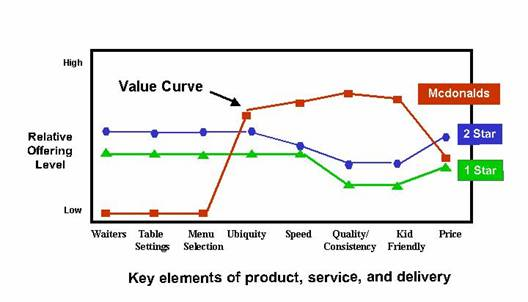 High
Value Curve
Mcdonalds
Relative
Offering
Level
2 Star
1 Star
Low
Waiters
Table
Settings
Menu
Selection
Ubiquity
Speed
Quality/
Consistency
Kid
Friendly
Price
Key elements of product, service, and delivery